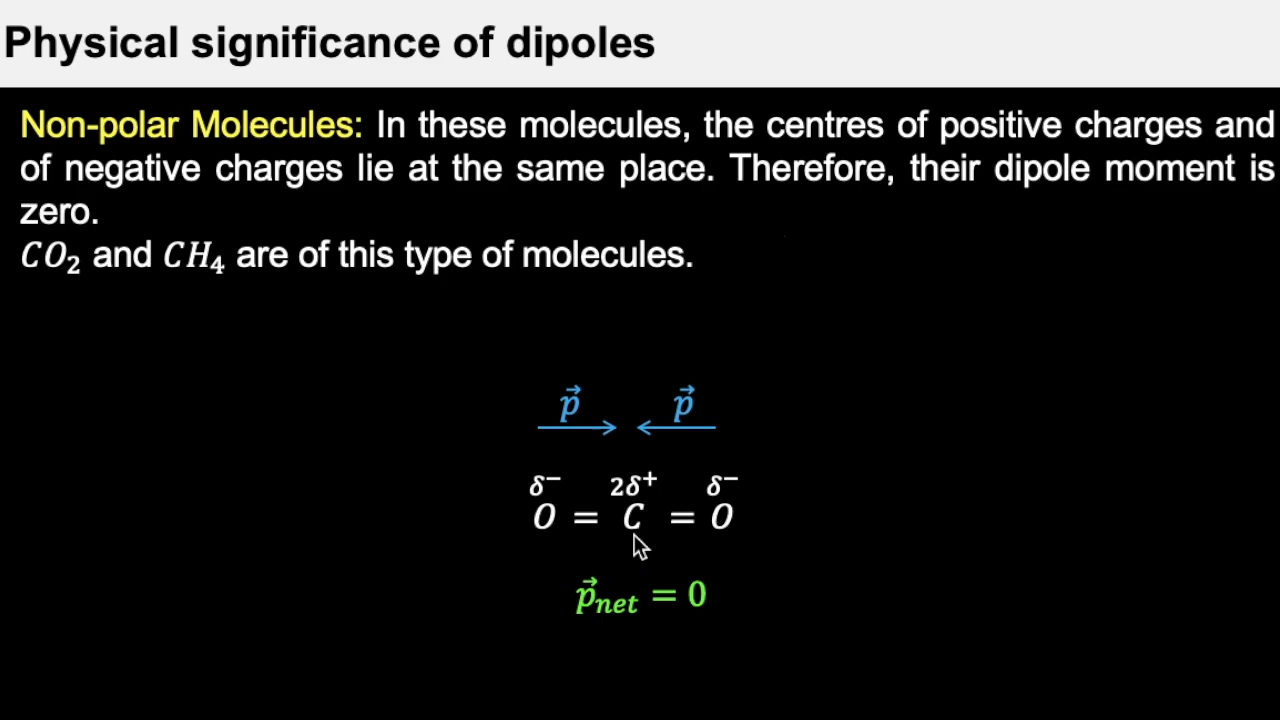 Physical significance of dipoles
Non-polar Molecules: In these molecules, the centres of positive charges and
of negative charges lie at the same place. Therefore, their dipole moment is
zero.
CO₂ and CH₄ are of this type of molecules.
p⃗ p⃗
δ⁻ 2δ⁺ δ⁻
O = C = O
p⃗ₙₑₜ = 0